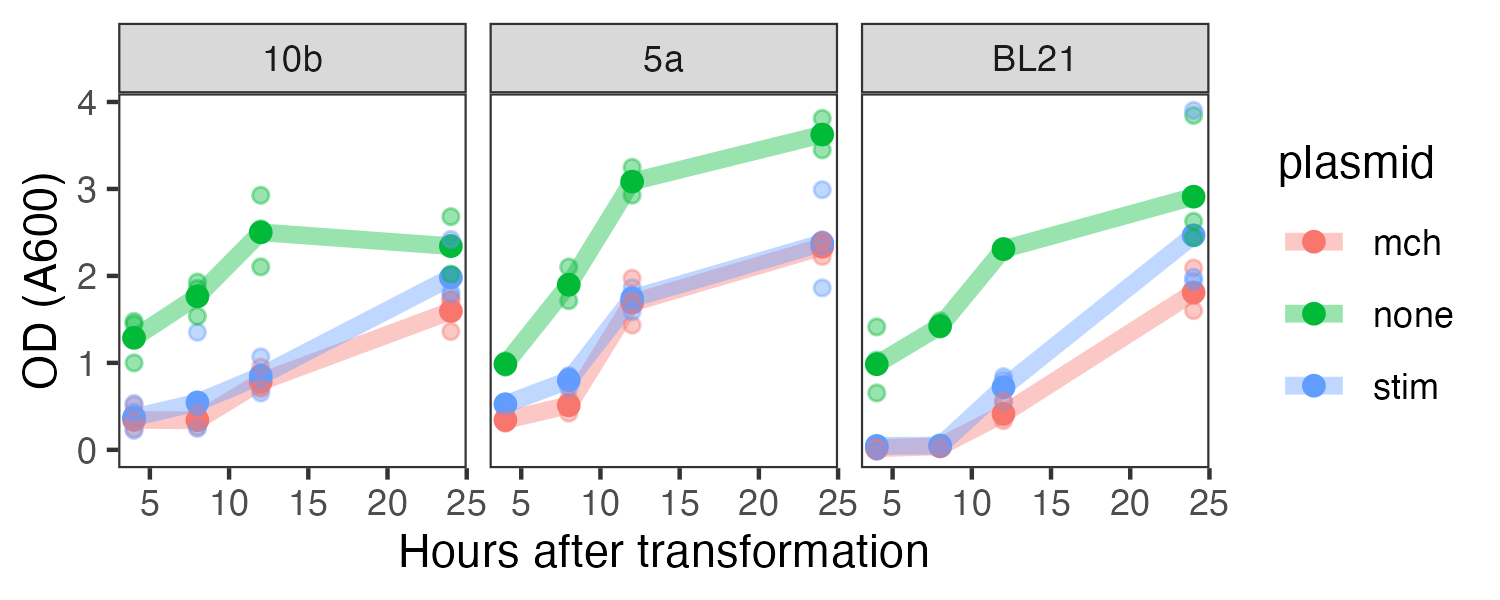 10b
5a
BL21
4
3
2
1
0
OD (A600)
5 10 15 20 25
5 10 15 20 25
5 10 15 20 25
Hours after transformation
plasmid
mch
none
stim